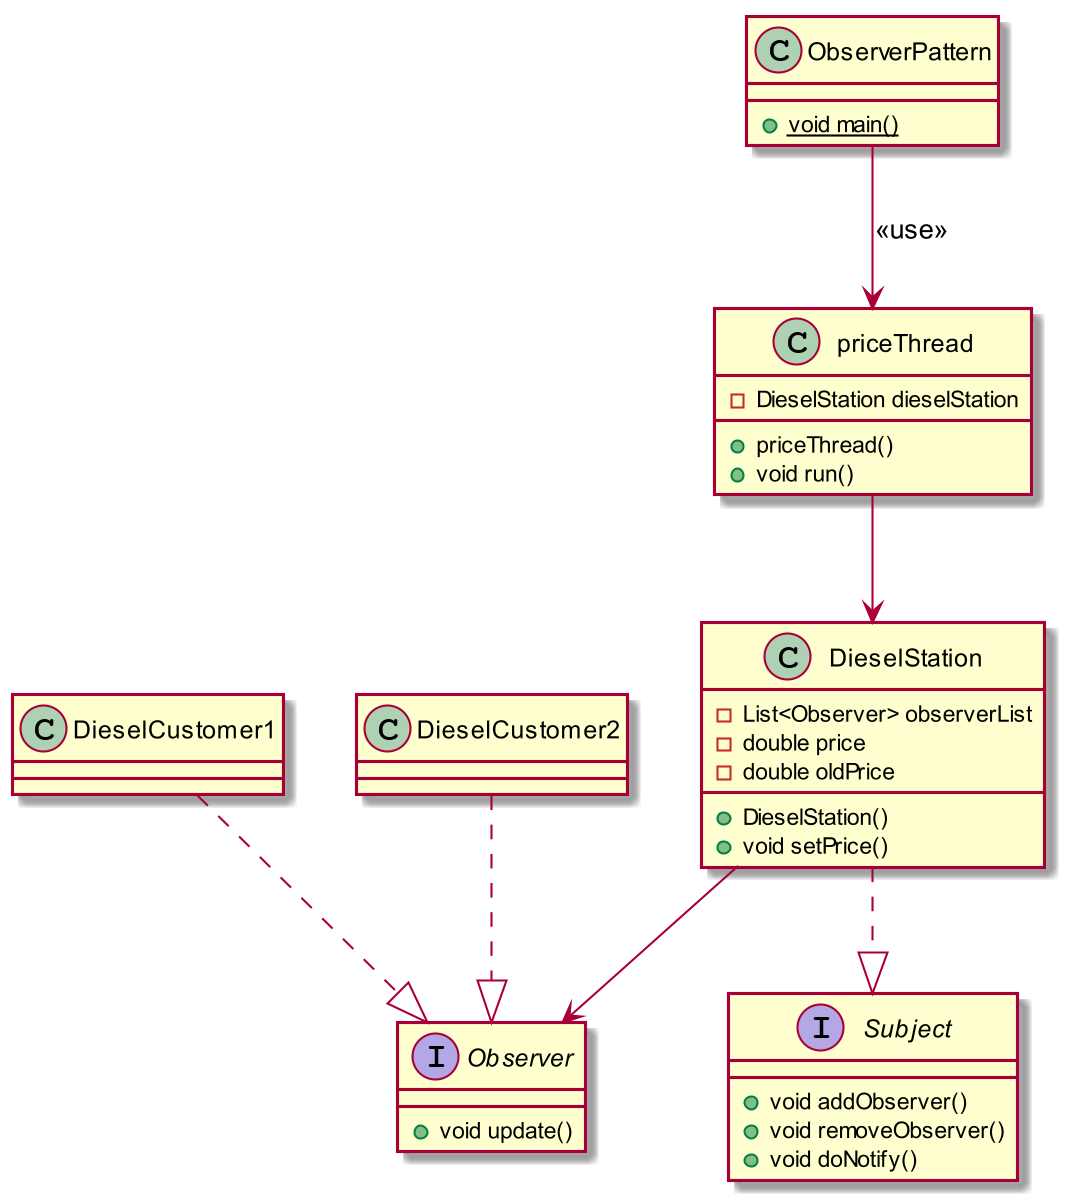 C ObserverPattern
void main()
«use»
C priceThread
DieselStation dieselStation
priceThread()
void run()
C DieselStation
List<Observer> observerList
double price
double oldPrice
DieselStation()
void setPrice()
C DieselCustomer1
C DieselCustomer2
I Observer
void update()
I Subject
void addObserver()
void removeObserver()
void doNotify()